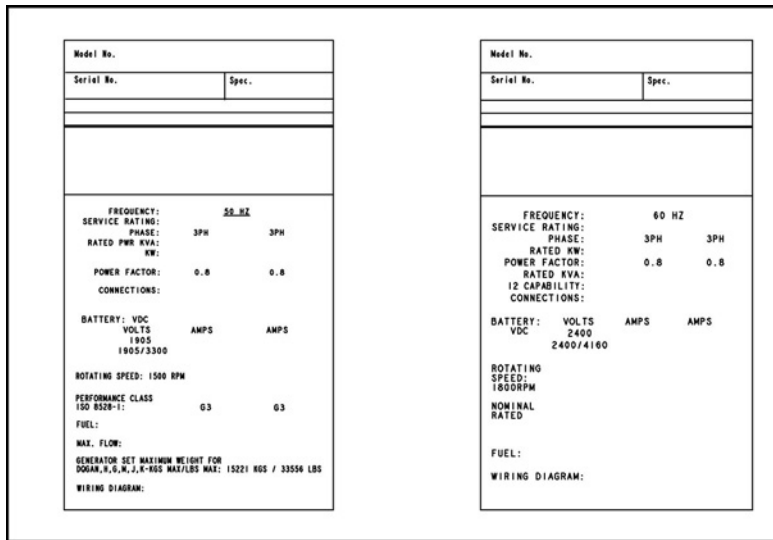 Model No.
Serial No. Spec.
FREQUENCY: 50 HZ
SERVICE RATING:
PHASE: 3PH 3PH
RATED PWR KVA:
KW:
POWER FACTOR: 0.8 0.8
CONNECTIONS:
BATTERY: VDC
VOLTS AMPS AMPS
1905
1905/3300
ROTATING SPEED: 1500 RPM
PERFORMANCE CLASS
ISO 8528-1: G3 G3
FUEL:
MAX. FLOW:
GENERATOR SET MAXIMUM WEIGHT FOR
DOGAN,H,G,M,J,K-KGS MAX/LBS MAX: 15221 KGS / 33556 LBS
WIRING DIAGRAM:
Model No.
Serial No. Spec.
FREQUENCY: 60 HZ
SERVICE RATING:
PHASE: 3PH 3PH
RATED KW:
POWER FACTOR: 0.8 0.8
RATED KVA:
I2 CAPABILITY:
CONNECTIONS:
BATTERY: VOLTS AMPS AMPS
VDC 2400
2400/4160
ROTATING
SPEED:
1800RPM
NOMINAL
RATED
FUEL:
WIRING DIAGRAM: